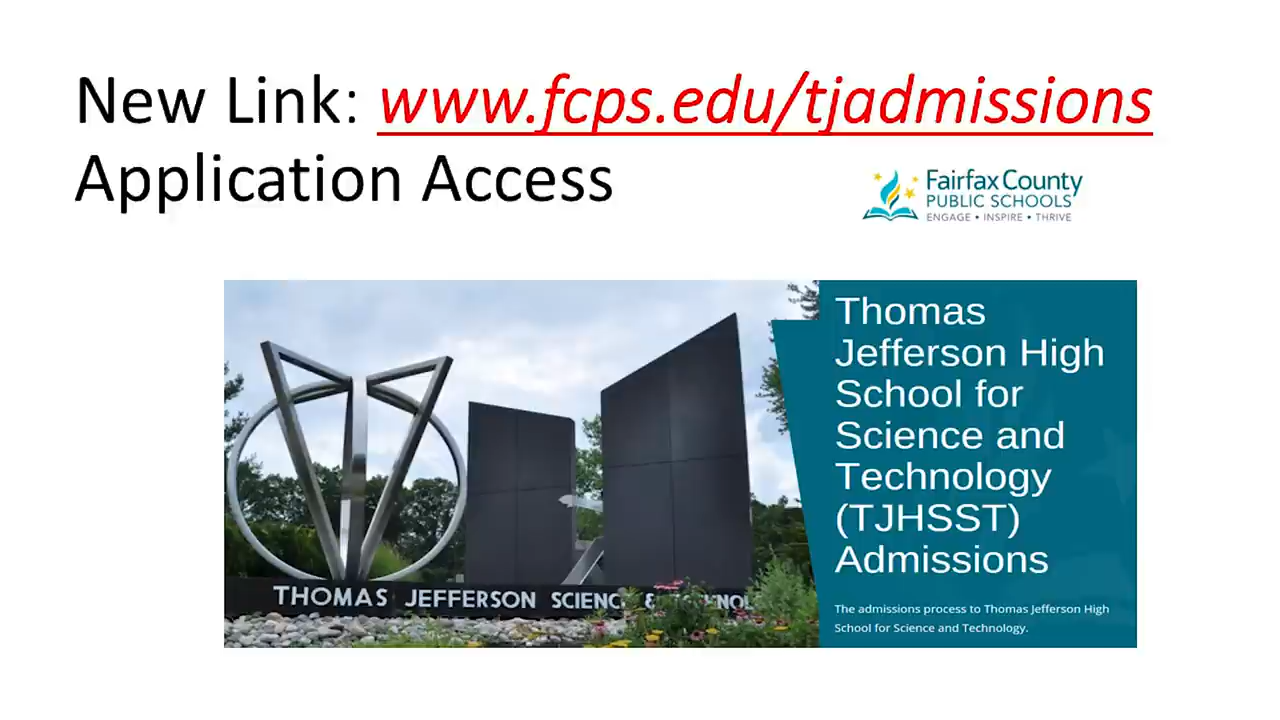 New Link: www.fcps.edu/tjadmissions
Application Access
Fairfax County
PUBLIC SCHOOLS
ENGAGE • INSPIRE • THRIVE
Thomas
Jefferson High
School for
Science and
Technology
(TJHSST)
Admissions
The admissions process to Thomas Jefferson High
School for Science and Technology.
THOMAS JEFFERSON SCIENC &